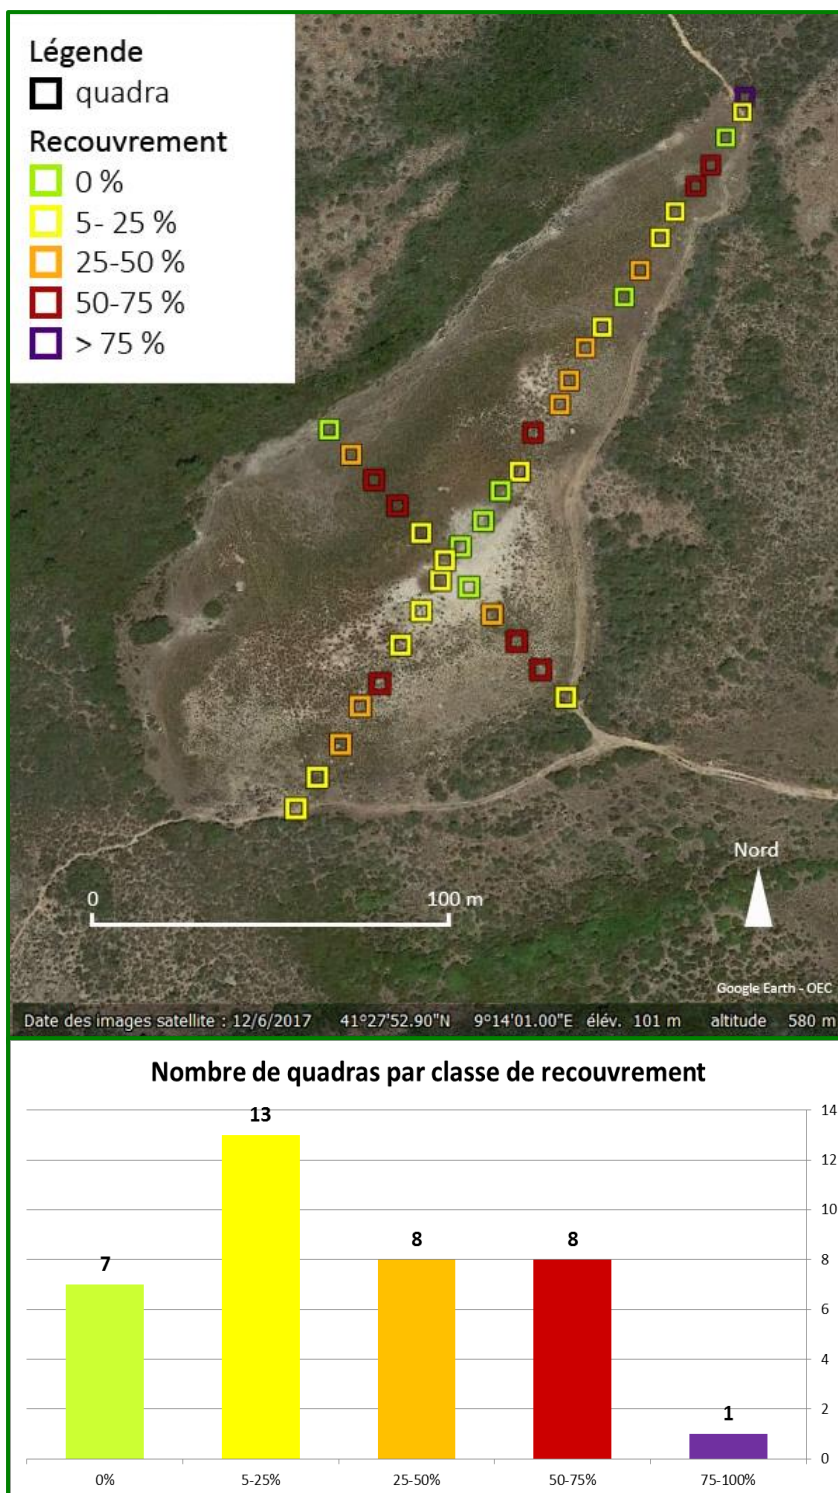 Légende
quadra
Recouvrement
0 %
5- 25 %
25-50 %
50-75 %
> 75 %
Nord
0 100 m
Google Earth - OEC
Date des images satellite : 12/6/2017 41°27'52.90"N 9°14'01.00"E élév. 101 m altitude 580 m
Nombre de quadras par classe de recouvrement
14
13
12
10
8
8
8
7
6
4
2
1
0
0% 5-25% 25-50% 50-75% 75-100%